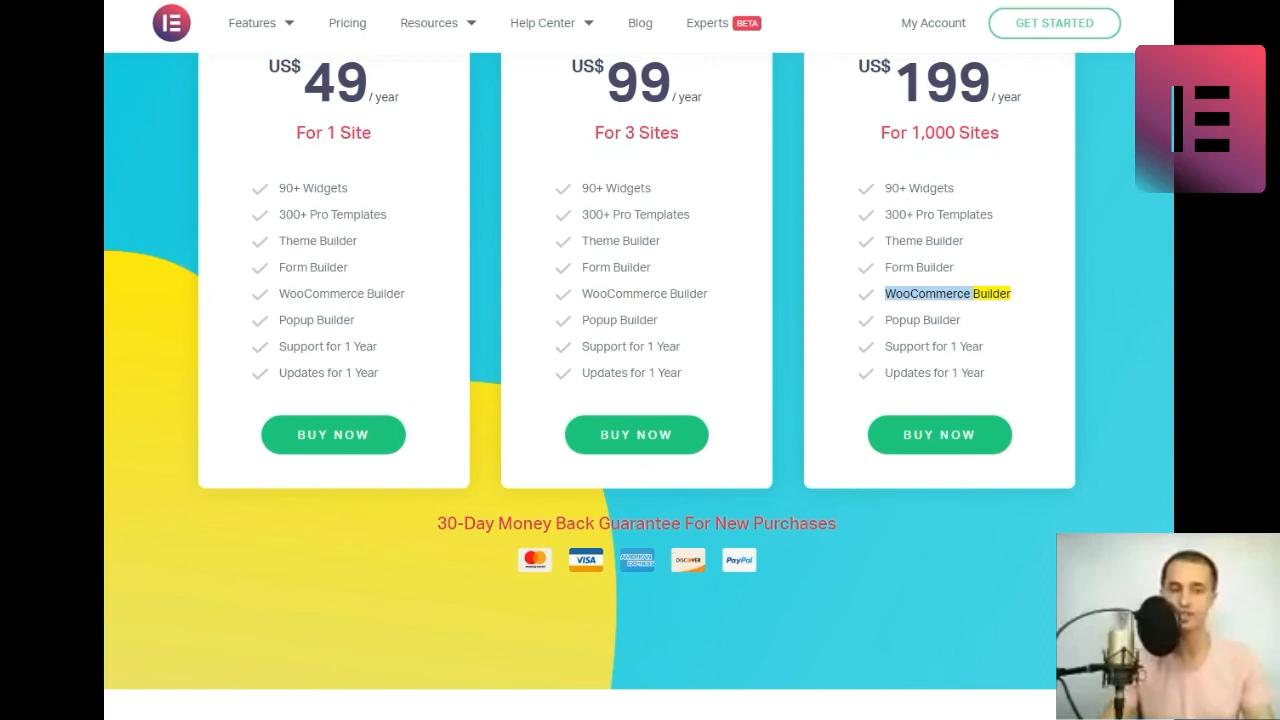 Features Pricing Resources Help Center Blog Experts BETA My Account GET STARTED
US$ 49 / year
For 1 Site
90+ Widgets
300+ Pro Templates
Theme Builder
Form Builder
WooCommerce Builder
Popup Builder
Support for 1 Year
Updates for 1 Year
BUY NOW
US$ 99 / year
For 3 Sites
90+ Widgets
300+ Pro Templates
Theme Builder
Form Builder
WooCommerce Builder
Popup Builder
Support for 1 Year
Updates for 1 Year
BUY NOW
US$ 199 / year
For 1,000 Sites
90+ Widgets
300+ Pro Templates
Theme Builder
Form Builder
WooCommerce Builder
Popup Builder
Support for 1 Year
Updates for 1 Year
BUY NOW
30-Day Money Back Guarantee For New Purchases
VISA AMERICAN EXPRESS DISCOVER PayPal